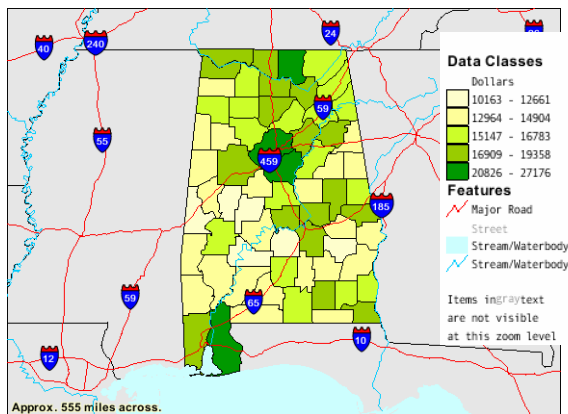 24
40
240
Data Classes
Dollars
10163 - 12661
12964 - 14904
15147 - 16783
16909 - 19358
20826 - 27176
59
55
459
Features
Major Road
Street
Stream/Waterbody
Stream/Waterbody
185
59
65
Items in gray text
are not visible
at this zoom level
10
12
Approx. 555 miles across.